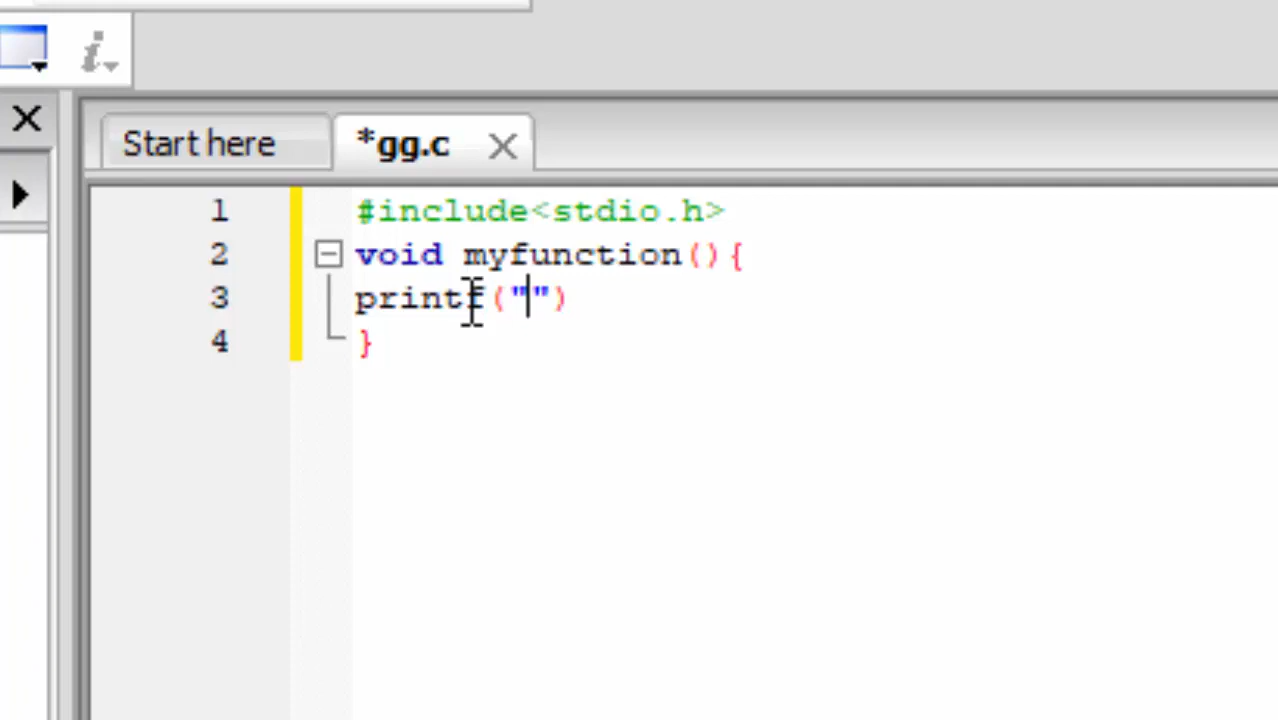 Start here
*gg.c
1 #include<stdio.h>
2 void myfunction(){
3 printf("")
4 }